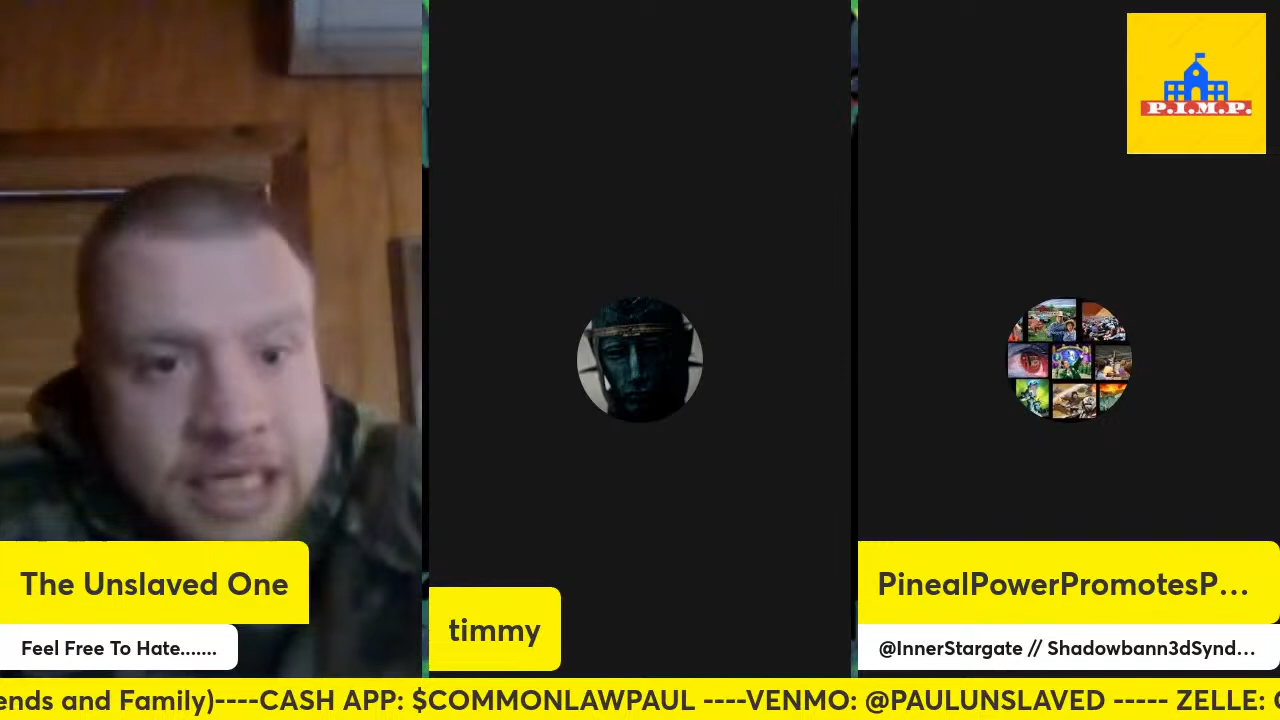 P.I.M.P.
The Unslaved One
Feel Free To Hate.......
timmy
PinealPowerPromotesP...
@InnerStargate // Shadowbann3dSynd...
ends and Family)----CASH APP: $COMMONLAWPAUL ----VENMO: @PAULUNSLAVED ----- ZELLE: